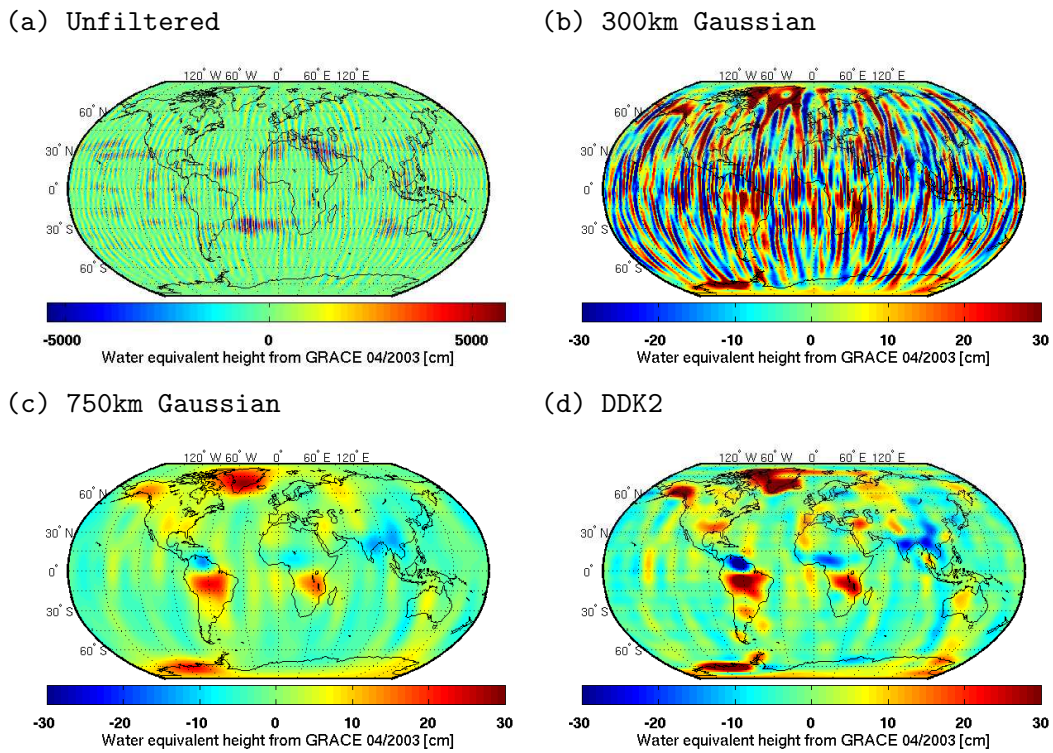 (a) Unfiltered
120° W 60° W 0° 60° E 120° E
60° N
30° N
0°
30° S
60° S
-5000 0 5000
Water equivalent height from GRACE 04/2003 [cm]
(b) 300km Gaussian
120° W 60° W 0° 60° E 120° E
60° N
30° N
0°
30° S
60° S
-30 -20 -10 0 10 20 30
Water equivalent height from GRACE 04/2003 [cm]
(c) 750km Gaussian
120° W 60° W 0° 60° E 120° E
60° N
30° N
0°
30° S
60° S
-30 -20 -10 0 10 20 30
Water equivalent height from GRACE 04/2003 [cm]
(d) DDK2
120° W 60° W 0° 60° E 120° E
60° N
30° N
0°
30° S
60° S
-30 -20 -10 0 10 20 30
Water equivalent height from GRACE 04/2003 [cm]